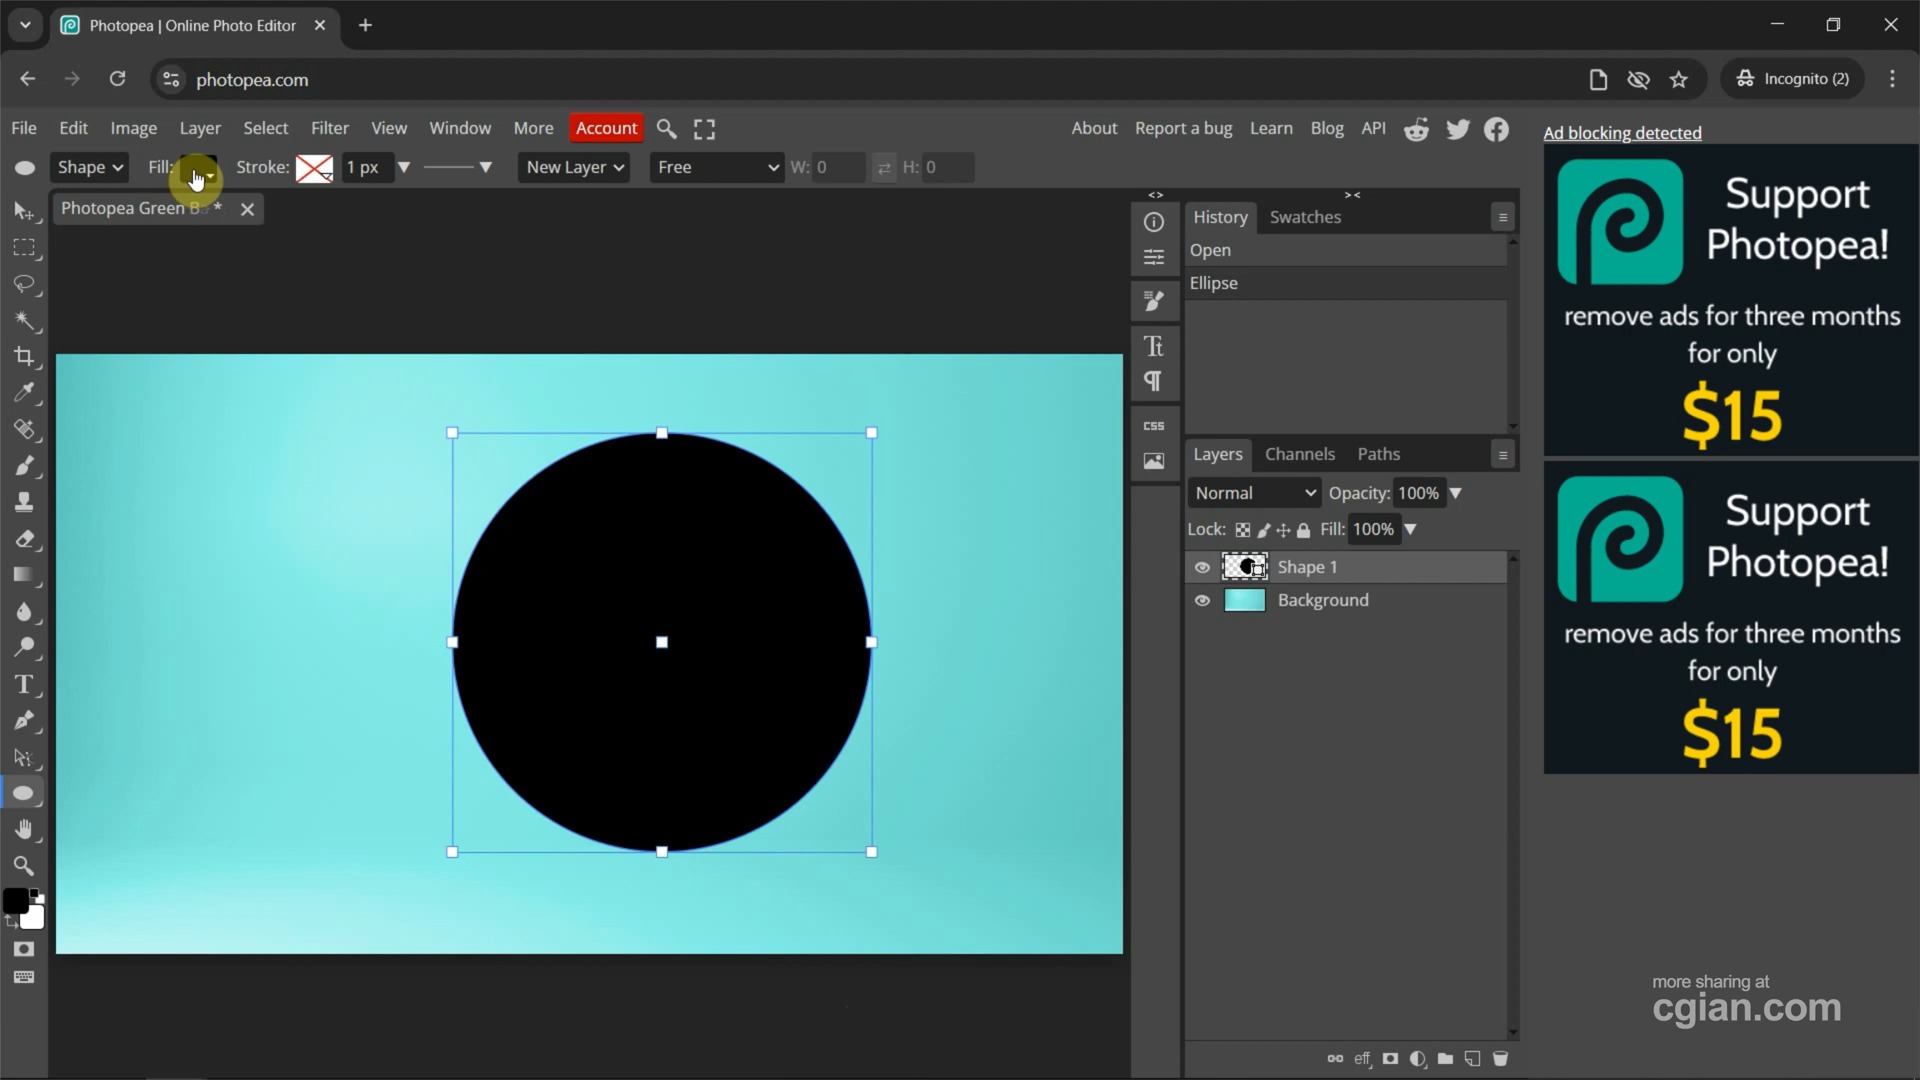 Photopea | Online Photo Editor
photopea.com
Incognito (2)
File Edit Image Layer Select Filter View Window More Account
About Report a bug Learn Blog API
Ad blocking detected
Shape Fill: Stroke: 1 px New Layer Free W: 0 H: 0
Photopea Green B *
History Swatches
Open
Ellipse
Tt
¶
CSS
Layers Channels Paths
Normal Opacity: 100%
Lock: Fill: 100%
Shape 1
Background
eff
T
Support
Photopea!
remove ads for three months
for only
$15
Support
Photopea!
remove ads for three months
for only
$15
more sharing at
cgian.com